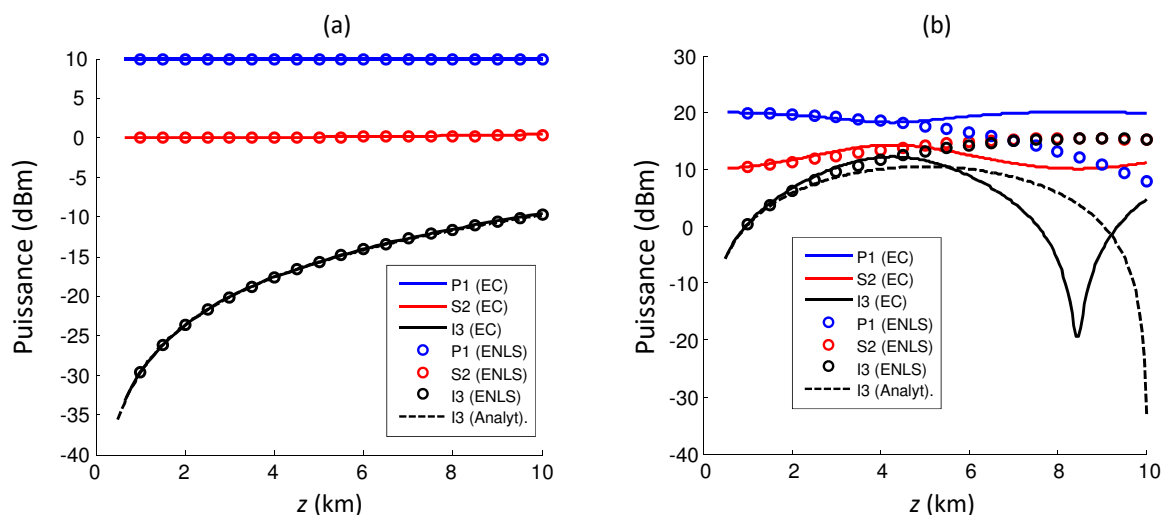 (a)
Puissance (dBm)
10
5
0
-5
-10
-15
-20
-25
-30
-35
-40
0
2
4
6
8
10
z (km)
P1 (EC)
S2 (EC)
I3 (EC)
P1 (ENLS)
S2 (ENLS)
I3 (ENLS)
I3 (Analyt).
(b)
Puissance (dBm)
30
20
10
0
-10
-20
-30
-40
0
2
4
6
8
10
z (km)
P1 (EC)
S2 (EC)
I3 (EC)
P1 (ENLS)
S2 (ENLS)
I3 (ENLS)
I3 (Analyt).